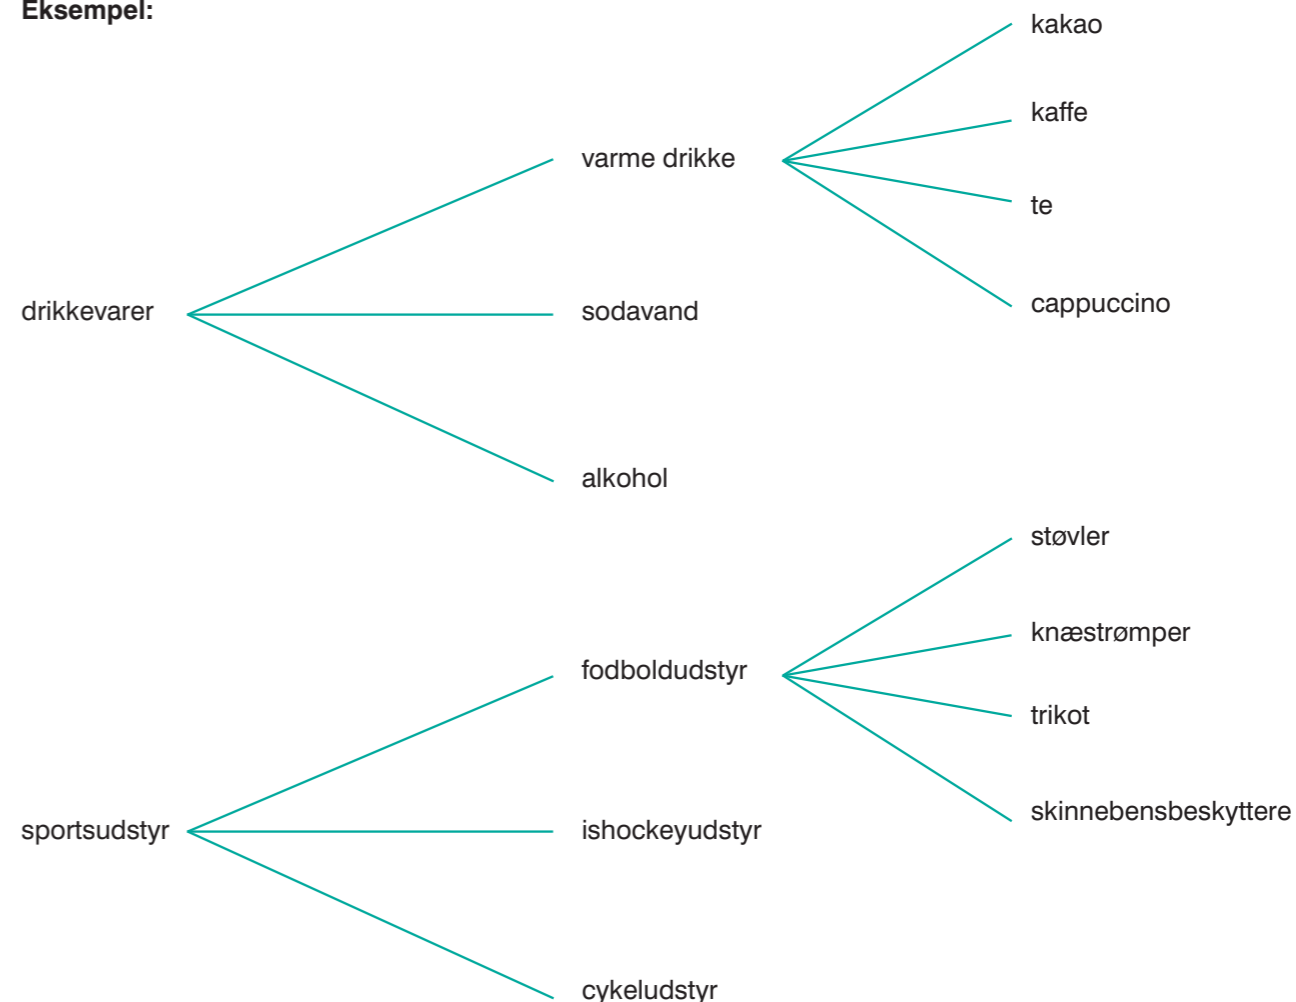 Eksempel:
kakao
kaffe
varme drikke
te
cappuccino
drikkevarer
sodavand
alkohol
støvler
knæstrømper
fodboldudstyr
trikot
skinnebensbeskyttere
sportsudstyr
ishockeyudstyr
cykeludstyr